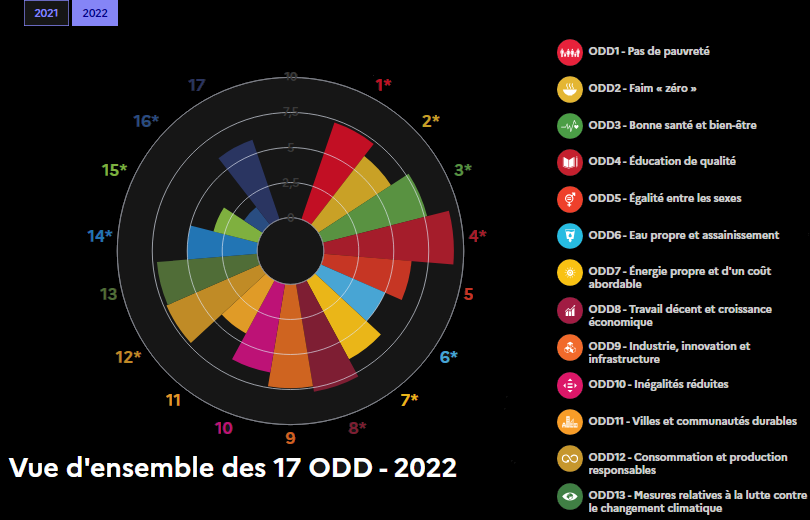 2021 2022
10
7,5
5
2,5
0
17
1*
16*
2*
15*
3*
14*
4*
13
5
12*
6*
11
7*
10
8*
9
Vue d'ensemble des 17 ODD - 2022
ODD1 - Pas de pauvreté
ODD2 - Faim « zéro »
ODD3 - Bonne santé et bien-être
ODD4 - Éducation de qualité
ODD5 - Égalité entre les sexes
ODD6 - Eau propre et assainissement
ODD7 - Énergie propre et d'un coût
abordable
ODD8 - Travail décent et croissance
économique
ODD9 - Industrie, innovation et
infrastructure
ODD10 - Inégalités réduites
ODD11 - Villes et communautés durables
ODD12 - Consommation et production
responsables
ODD13 - Mesures relatives à la lutte contre
le changement climatique